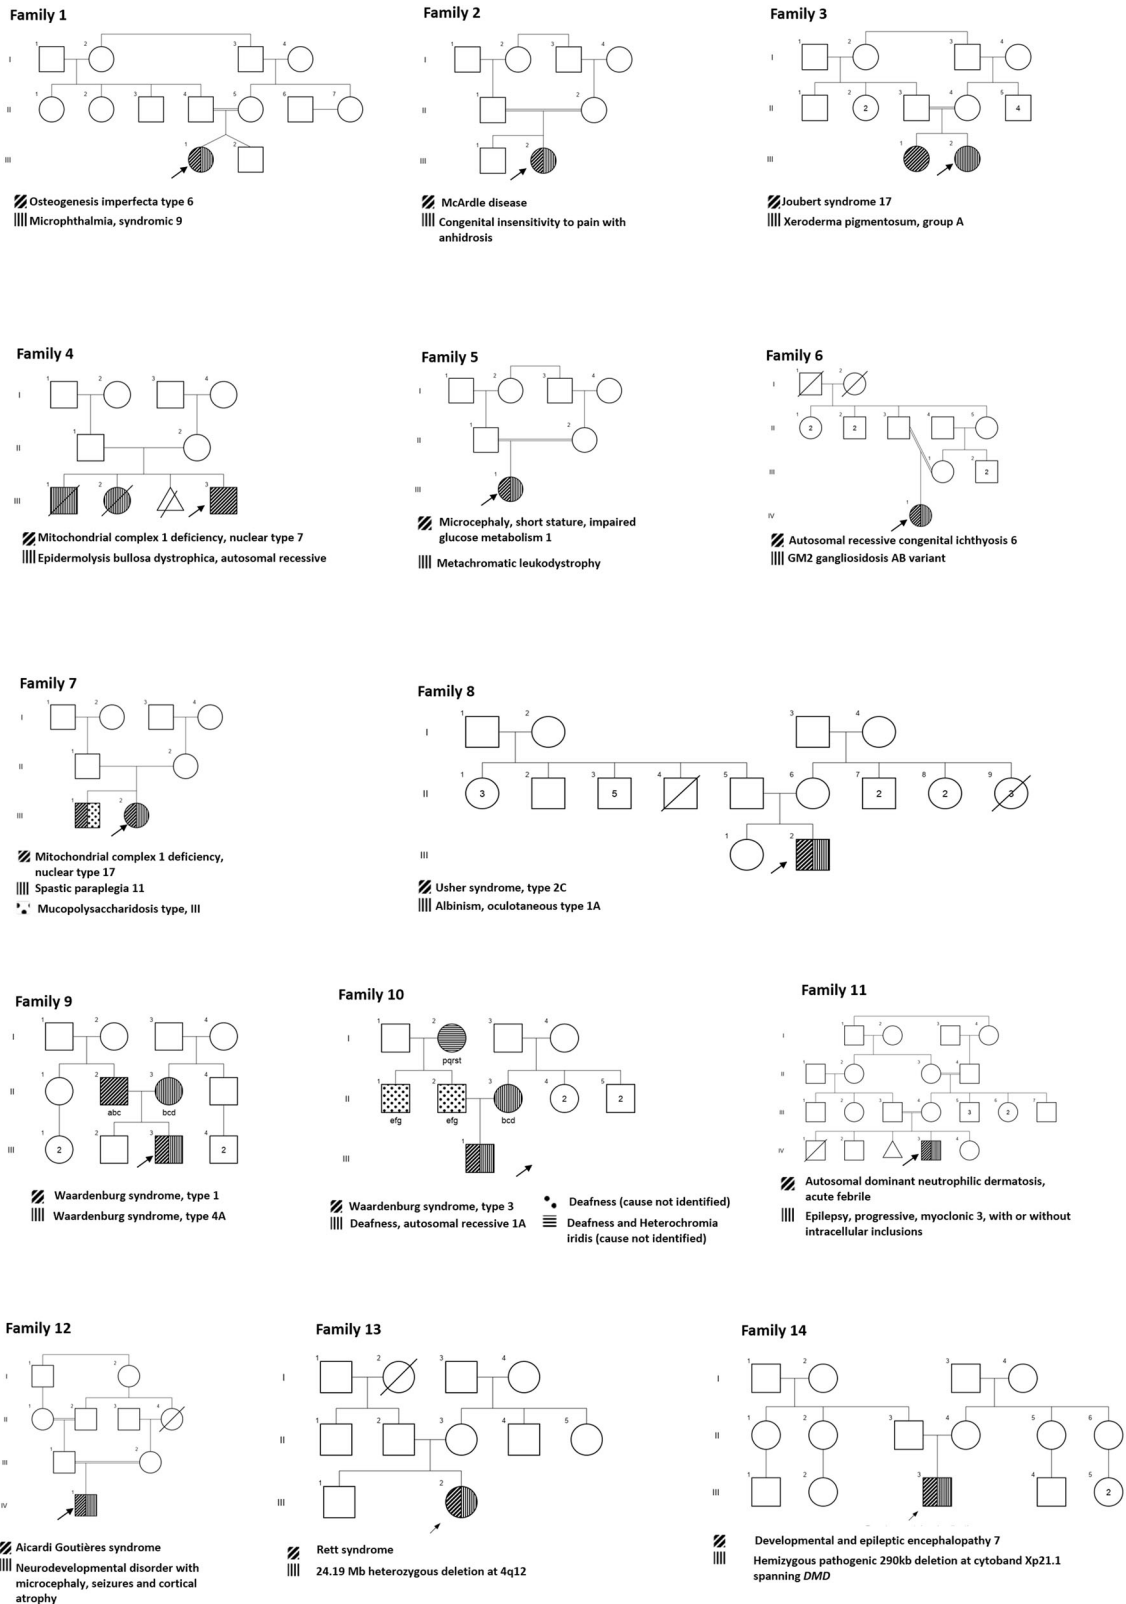 Family 1
Osteogenesis imperfecta type 6
Microphthalmia, syndromic 9
Family 2
McArdle disease
Congenital insensitivity to pain with
anhidrosis
Family 3
Joubert syndrome 17
Xeroderma pigmentosum, group A
Family 4
Mitochondrial complex 1 deficiency, nuclear type 7
Epidermolysis bullosa dystrophica, autosomal recessive
Family 5
Microcephaly, short stature, impaired
glucose metabolism 1
Metachromatic leukodystrophy
Family 6
Autosomal recessive congenital ichthyosis 6
GM2 gangliosidosis AB variant
Family 7
Mitochondrial complex 1 deficiency,
nuclear type 17
Spastic paraplegia 11
Mucopolysaccharidosis type, III
Family 8
Usher syndrome, type 2C
Albinism, oculotaneous type 1A
Family 9
abc bcd
Waardenburg syndrome, type 1
Waardenburg syndrome, type 4A
Family 10
pqrst
efg efg bcd
Waardenburg syndrome, type 3
Deafness, autosomal recessive 1A
Deafness (cause not identified)
Deafness and Heterochromia
iridis (cause not identified)
Family 11
Autosomal dominant neutrophilic dermatosis,
acute febrile
Epilepsy, progressive, myoclonic 3, with or without
intracellular inclusions
Family 12
Aicardi Goutières syndrome
Neurodevelopmental disorder with
microcephaly, seizures and cortical
atrophy
Family 13
Rett syndrome
24.19 Mb heterozygous deletion at 4q12
Family 14
Developmental and epileptic encephalopathy 7
Hemizygous pathogenic 290kb deletion at cytoband Xp21.1
spanning DMD